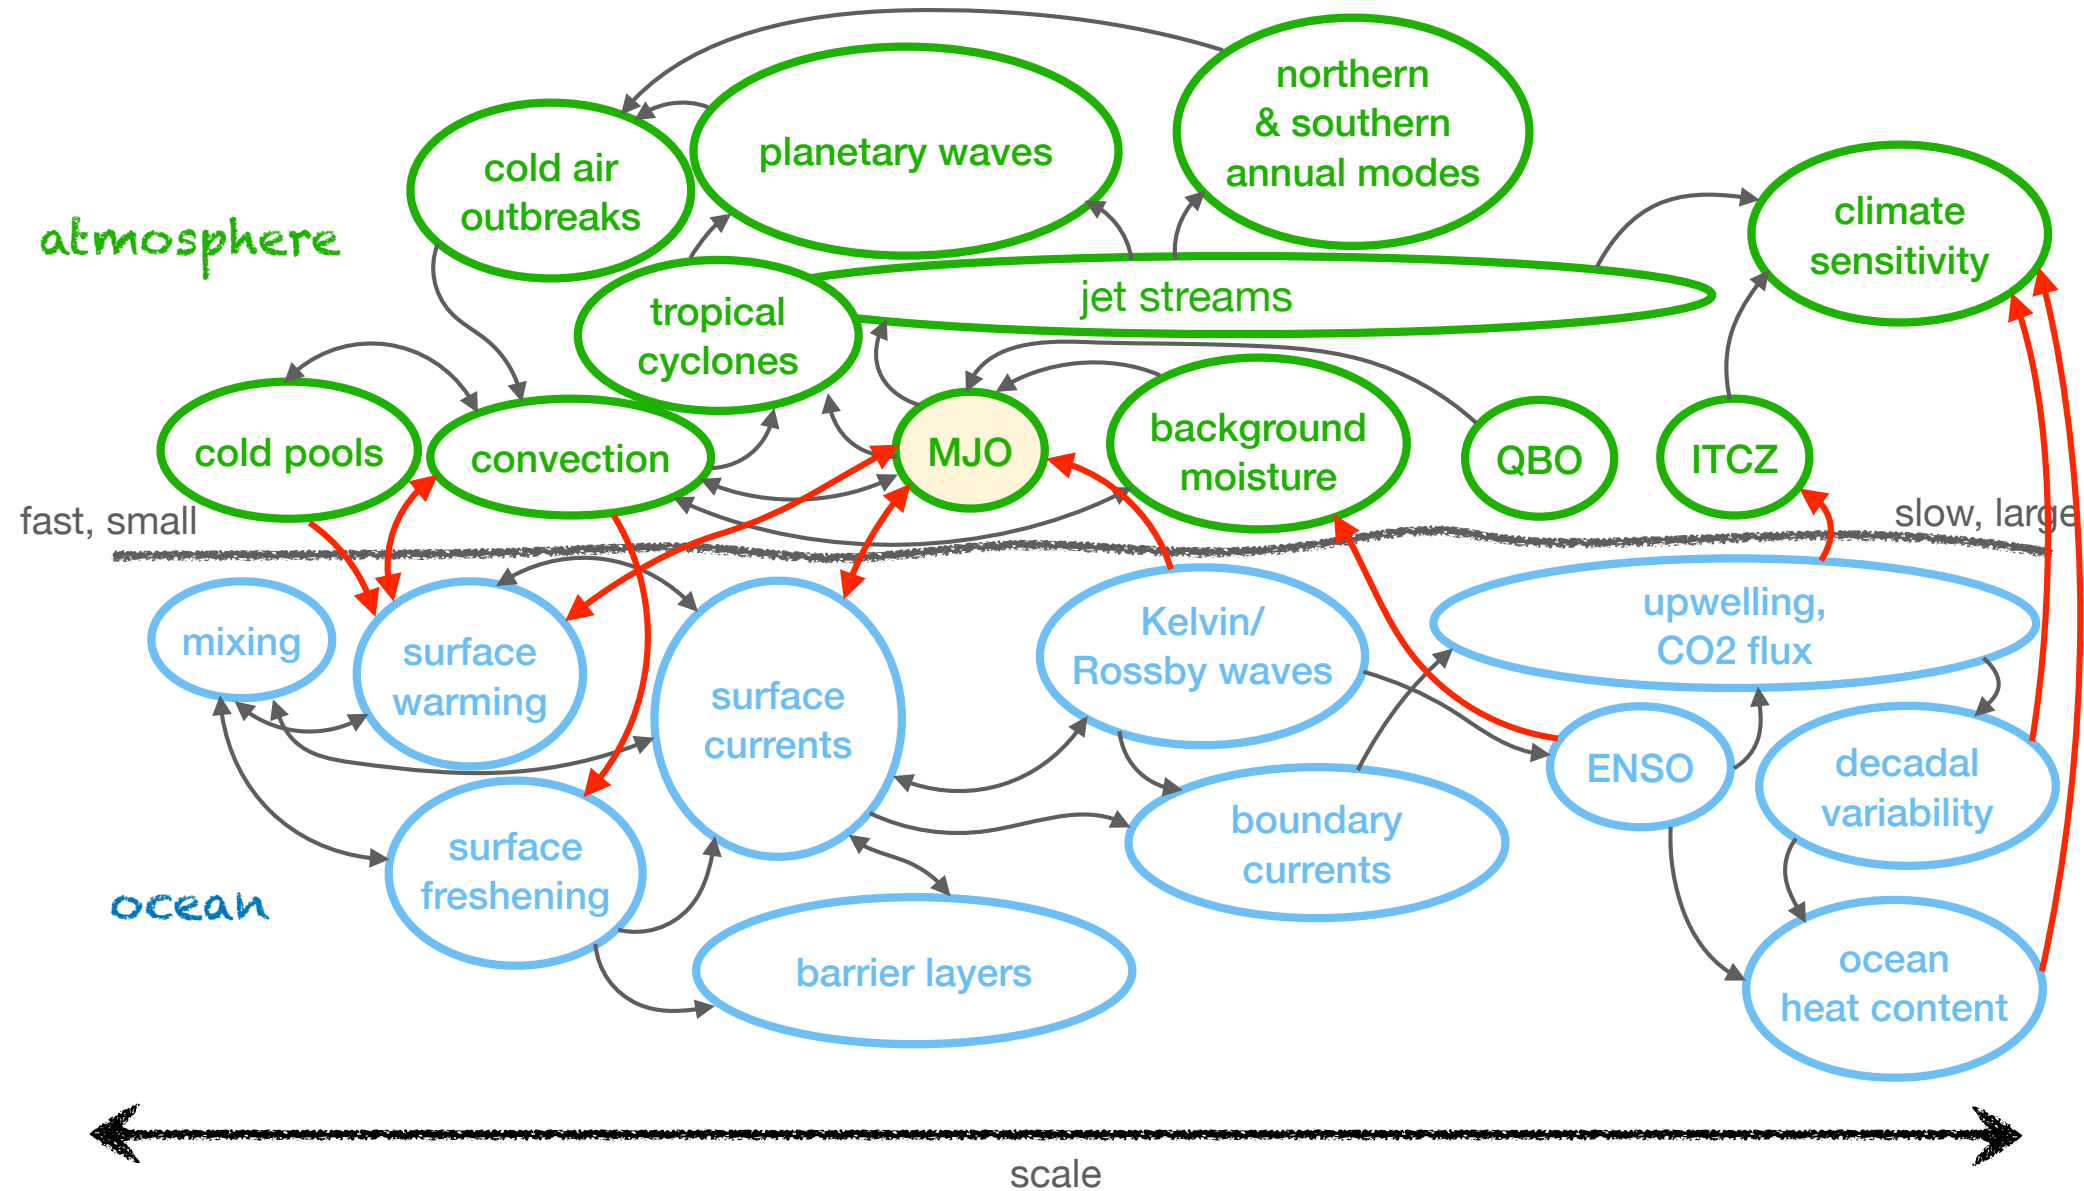 northern
& southern
annual modes
planetary waves
cold air
outbreaks
climate
sensitivity
atmosphere
jet streams
tropical
cyclones
background
moisture
cold pools
convection
MJO
QBO
ITCZ
fast, small
slow, large
mixing
surface
warming
surface
currents
Kelvin/
Rossby waves
upwelling,
CO2 flux
ENSO
decadal
variability
boundary
currents
surface
freshening
ocean
barrier layers
ocean
heat content
scale